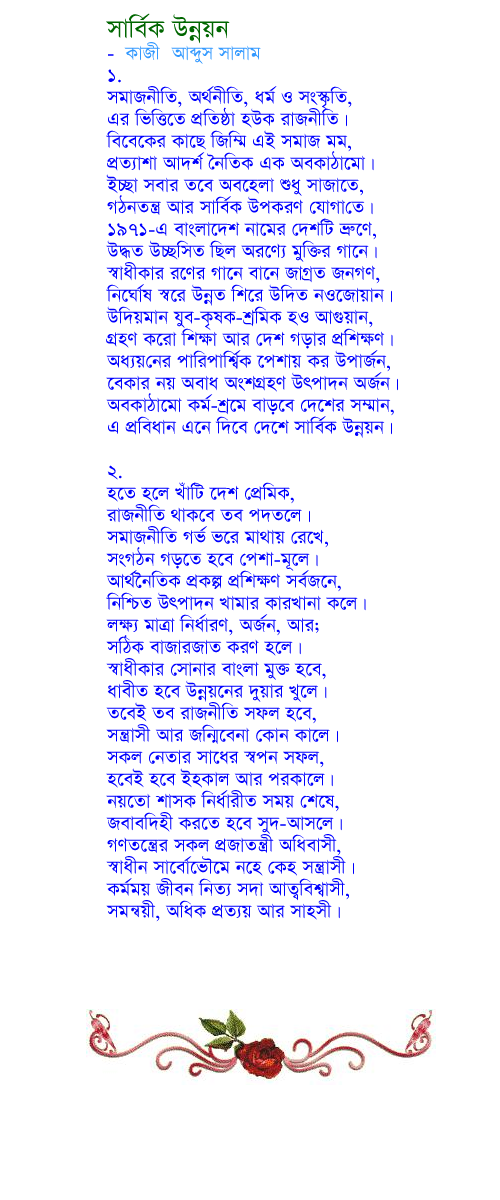 সার্বিক উন্নয়ন
- কাজী আব্দুস সালাম
১.
সমাজনীতি, অর্থনীতি, ধর্ম ও সংস্কৃতি,
এর ভিত্তিতে প্রতিষ্ঠা হউক রাজনীতি।
বিবেকের কাছে জিম্মি এই সমাজ মম,
প্রত্যাশা আদর্শ নৈতিক এক অবকাঠামো।
ইচ্ছা সবার তবে অবহেলা শুধু সাজাতে,
গঠনতন্ত্র আর সার্বিক উপকরণ যোগাতে।
১৯৭১-এ বাংলাদেশ নামের দেশটি ভ্রুণে,
উদ্ধত উচ্ছসিত ছিল অরণ্যে মুক্তির গানে।
স্বাধীকার রণের গানে বানে জাগ্রত জনগণ,
নির্ঘোষ স্বরে উন্নত শিরে উদিত নওজোয়ান।
উদিয়মান যুব-কৃষক-শ্রমিক হও আগুয়ান,
গ্রহণ করো শিক্ষা আর দেশ গড়ার প্রশিক্ষণ।
অধ্যয়নের পারিপার্শ্বিক পেশায় কর উপার্জন,
বেকার নয় অবাধ অংশগ্রহণ উৎপাদন অর্জন।
অবকাঠামো কর্ম-শ্রমে বাড়বে দেশের সম্মান,
এ প্রবিধান এনে দিবে দেশে সার্বিক উন্নয়ন।
২.
হতে হলে খাঁটি দেশ প্রেমিক,
রাজনীতি থাকবে তব পদতলে।
সমাজনীতি গর্ভ ভরে মাথায় রেখে,
সংগঠন গড়তে হবে পেশা-মূলে।
আর্থনৈতিক প্রকল্প প্রশিক্ষণ সর্বজনে,
নিশ্চিত উৎপাদন খামার কারখানা কলে।
লক্ষ্য মাত্রা নির্ধারণ, অর্জন, আর;
সঠিক বাজারজাত করণ হলে।
স্বাধীকার সোনার বাংলা মুক্ত হবে,
ধাবীত হবে উন্নয়নের দুয়ার খুলে।
তবেই তব রাজনীতি সফল হবে,
সন্ত্রাসী আর জন্মিবেনা কোন কালে।
সকল নেতার সাধের স্বপন সফল,
হবেই হবে ইহকাল আর পরকালে।
নয়তো শাসক নির্ধারীত সময় শেষে,
জবাবদিহী করতে হবে সুদ-আসলে।
গণতন্ত্রের সকল প্রজাতন্ত্রী অধিবাসী,
স্বাধীন সার্বোভৌমে নহে কেহ সন্ত্রাসী।
কর্মময় জীবন নিত্য সদা আত্ববিশ্বাসী,
সমন্বয়ী, অধিক প্রত্যয় আর সাহসী।